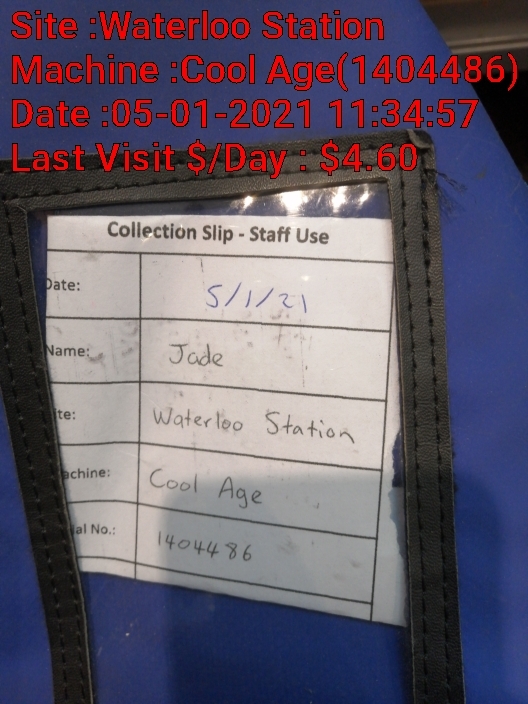 Site :Waterloo Station
Machine :Cool Age(1404486)
Date :05-01-2021 11:34:57
Last Visit $/Day : $4.60
Collection Slip - Staff Use
Date: 5/1/21
Name: Jade
ite: Waterloo Station
achine: Cool Age
ial No.: 1404486